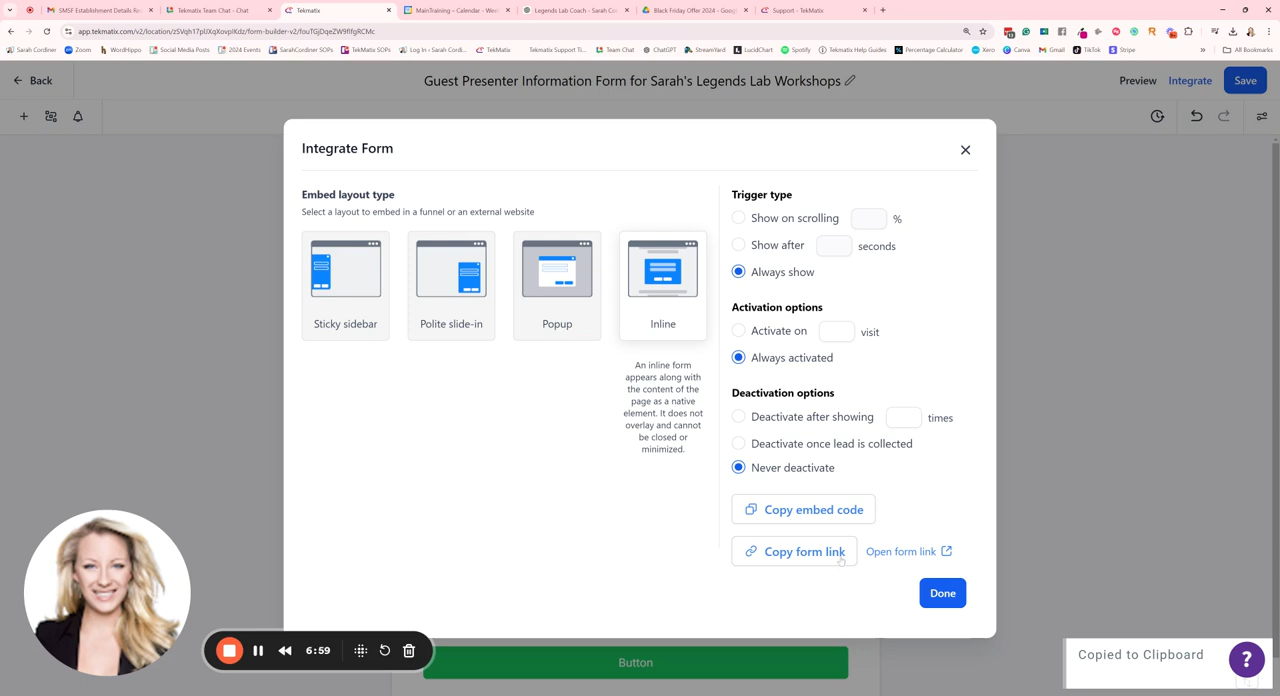 SMSF Establishment Details Re
Tekmatix Team Chat - Chat
Tekmatix
MainTraining – Calendar - Wee
Legends Lab Coach - Sarah Co
Black Friday Offer 2024 - Goog
Support - TekMatix
app.tekmatix.com/v2/location/
Sarah Cordiner
Zoom
WordHippo
Social Media Posts
2024 Events
SarahCordiner SOPs
TekMatix SOPs
Log In ‹ Sarah Cordi...
TekMatix
Tekmatix Support Ti...
Team Chat
ChatGPT
StreamYard
LucidChart
Spotify
Tekmatix Help Guides
Percentage Calculator
Xero
Canva
Gmail
TikTok
Stripe
»
All Bookmarks
Back
Guest Presenter Information Form for Sarah's Legends Lab Workshops
Preview
Integrate
Save
Integrate Form
Embed layout type
Select a layout to embed in a funnel or an external website
Sticky sidebar
Polite slide-in
Popup
Inline
An inline form
appears along with
the content of the
page as a native
element. It does not
overlay and cannot
be closed or
minimized.
Trigger type
Show on scrolling %
Show after seconds
Always show
Activation options
Activate on visit
Always activated
Deactivation options
Deactivate after showing times
Deactivate once lead is collected
Never deactivate
Copy embed code
Copy form link
Open form link
Done
6:59
Button
Copied to Clipboard
?